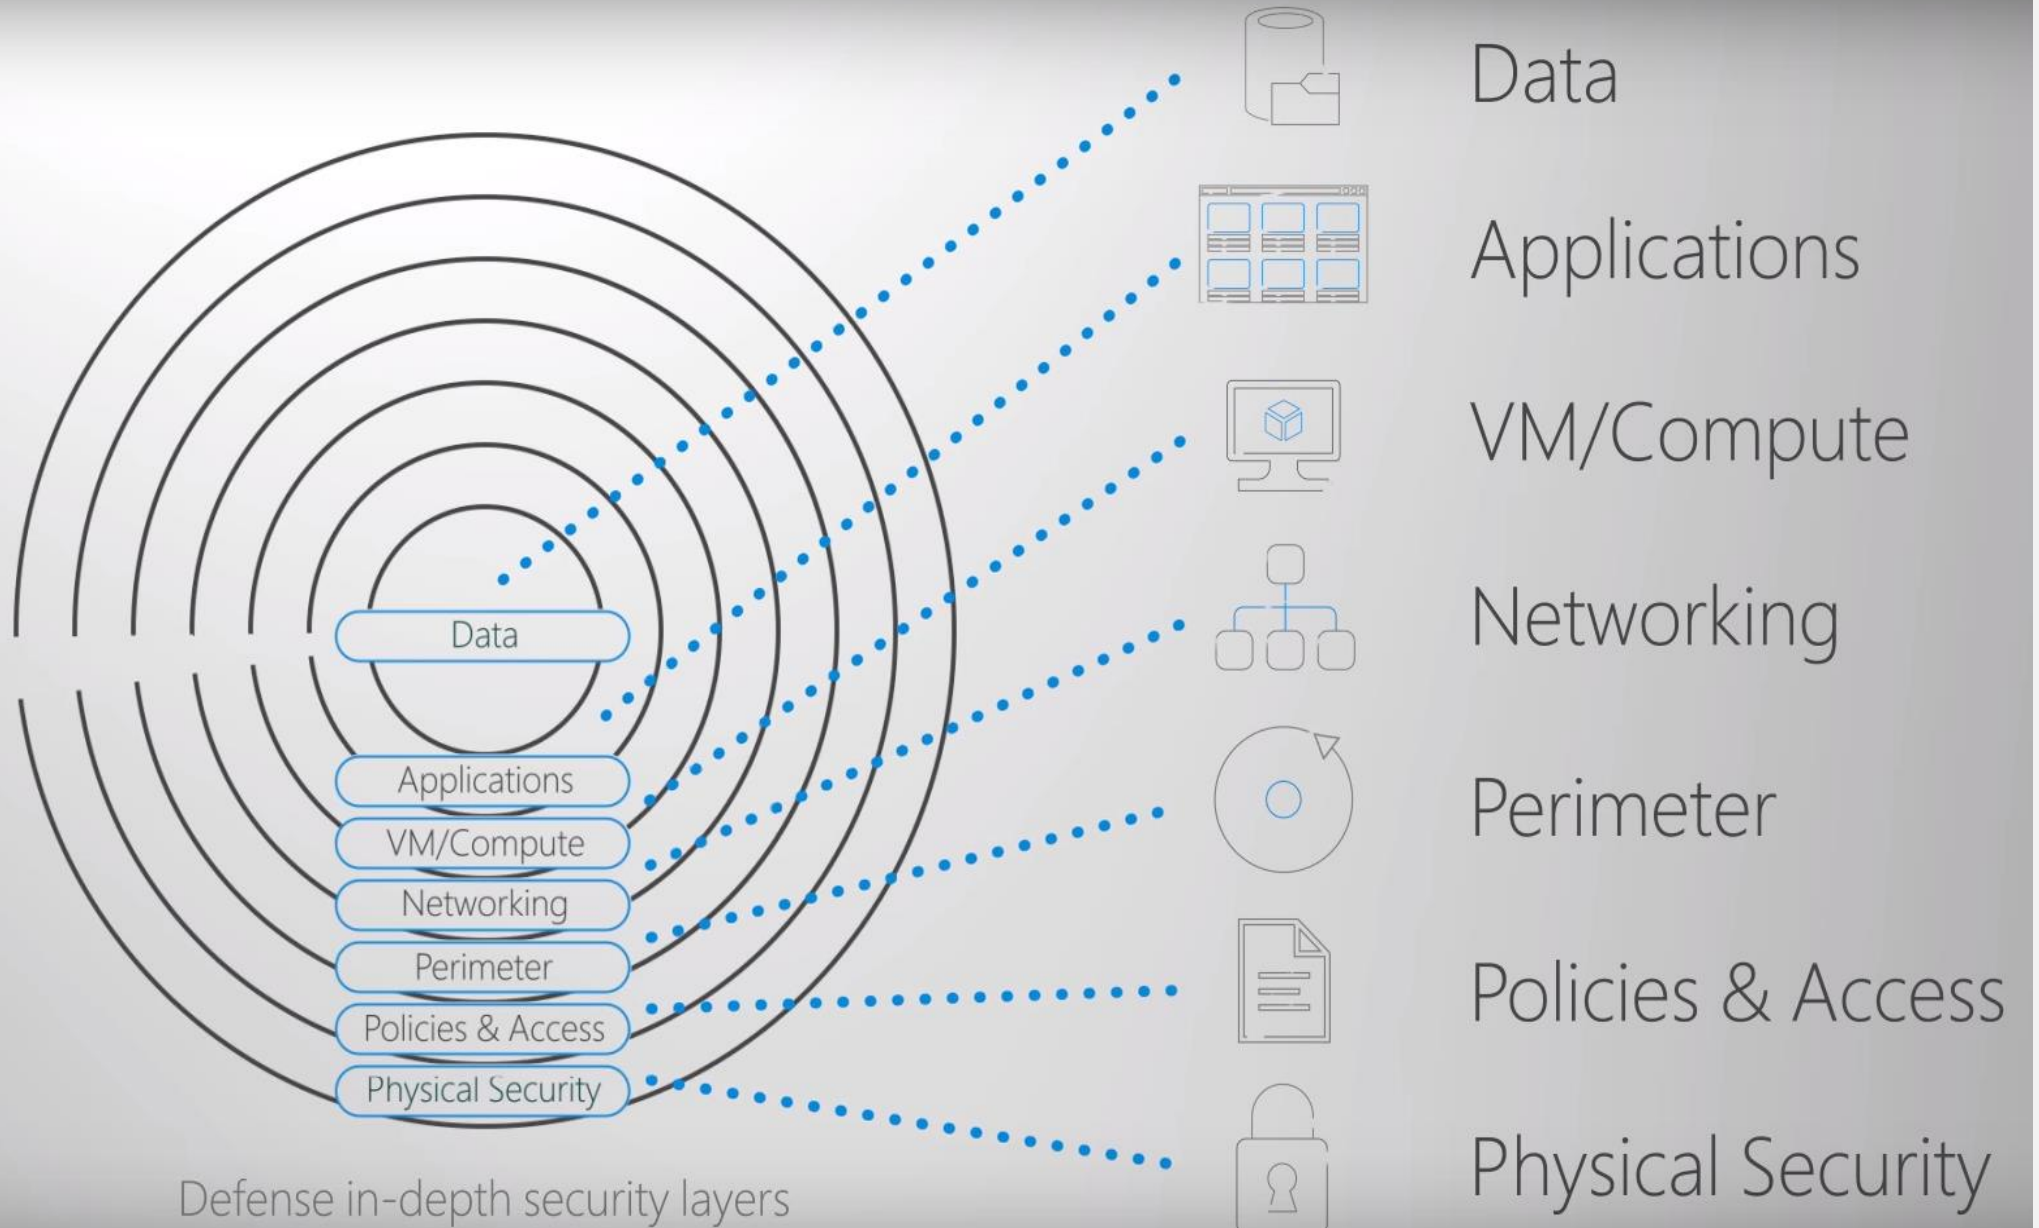 Data
Applications
VM/Compute
Networking
Perimeter
Policies & Access
Physical Security
Defense in-depth security layers
Data
Applications
VM/Compute
Networking
Perimeter
Policies & Access
Physical Security